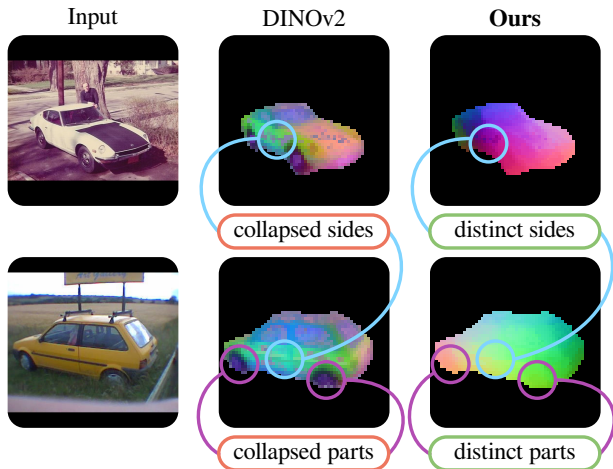 Input
DINOv2
Ours
collapsed sides
distinct sides
collapsed parts
distinct parts